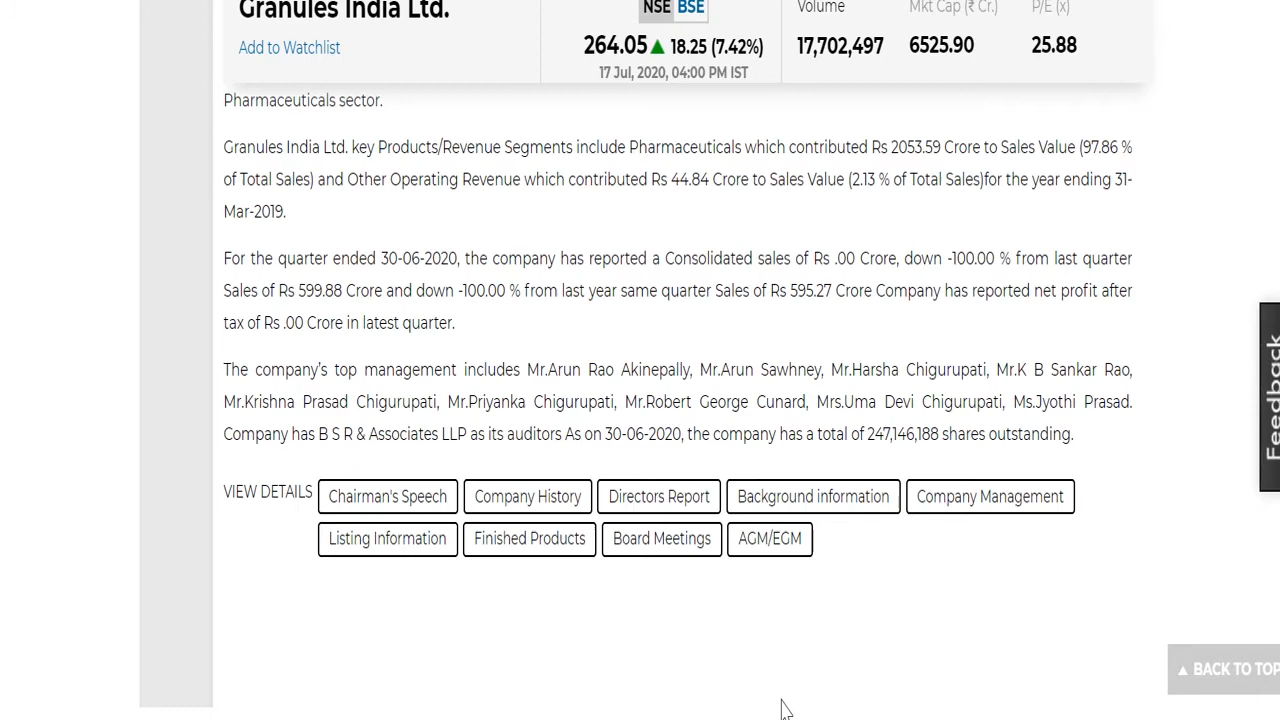 Granules India Ltd.
NSE BSE
Volume
Mkt Cap (₹ Cr.)
P/E (x)
Add to Watchlist
264.05 ▲ 18.25 (7.42%)
17,702,497
6525.90
25.88
17 Jul, 2020, 04:00 PM IST
Pharmaceuticals sector.
Granules India Ltd. key Products/Revenue Segments include Pharmaceuticals which contributed Rs 2053.59 Crore to Sales Value (97.86 %
of Total Sales) and Other Operating Revenue which contributed Rs 44.84 Crore to Sales Value (2.13 % of Total Sales)for the year ending 31-
Mar-2019.
For the quarter ended 30-06-2020, the company has reported a Consolidated sales of Rs .00 Crore, down -100.00 % from last quarter
Sales of Rs 599.88 Crore and down -100.00 % from last year same quarter Sales of Rs 595.27 Crore Company has reported net profit after
tax of Rs .00 Crore in latest quarter.
The company's top management includes Mr.Arun Rao Akinepally, Mr.Arun Sawhney, Mr.Harsha Chigurupati, Mr.K B Sankar Rao,
Mr.Krishna Prasad Chigurupati, Mr.Priyanka Chigurupati, Mr.Robert George Cunard, Mrs.Uma Devi Chigurupati, Ms.Jyothi Prasad.
Company has B S R & Associates LLP as its auditors As on 30-06-2020, the company has a total of 247,146,188 shares outstanding.
VIEW DETAILS
Chairman's Speech
Company History
Directors Report
Background information
Company Management
Listing Information
Finished Products
Board Meetings
AGM/EGM
Feedback
▲ BACK TO TOP